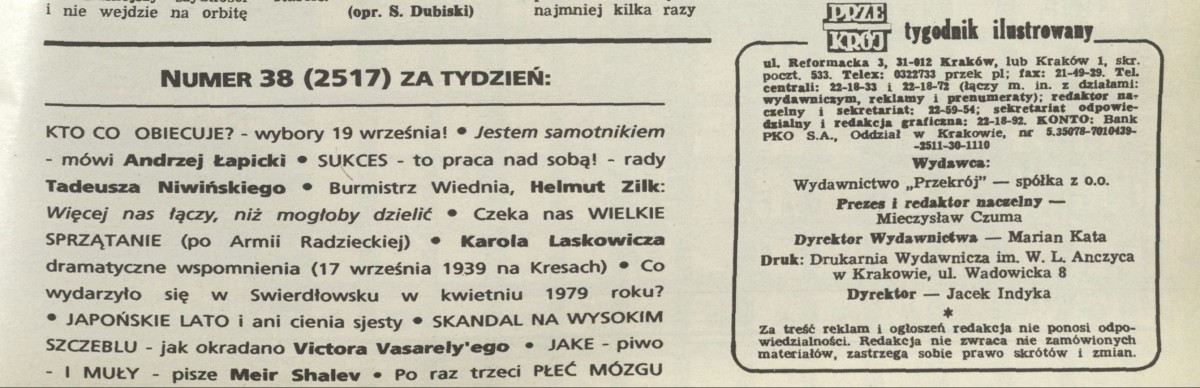 i nie wejdzie na orbitę
(opr. S. Dubiski)
najmniej kilka razy
NUMER 38 (2517) ZA TYDZIEŃ:
KTO CO OBIECUJE? - wybory 19 września! • Jestem samotnikiem
- mówi Andrzej Łapicki • SUKCES - to praca nad sobą! - rady
Tadeusza Niwińskiego • Burmistrz Wiednia, Helmut Zilk:
Więcej nas łączy, niż mogłoby dzielić • Czeka nas WIELKIE
SPRZĄTANIE (po Armii Radzieckiej) • Karola Laskowicza
dramatyczne wspomnienia (17 września 1939 na Kresach) • Co
wydarzyło się w Swierdłowsku w kwietniu 1979 roku?
• JAPOŃSKIE LATO i ani cienia sjesty • SKANDAL NA WYSOKIM
SZCZEBLU - jak okradano Victora Vasarely'ego • JAKE - piwo
- I MUŁY - pisze Meir Shalev • Po raz trzeci PŁEĆ MÓZGU
PRZE
KRÓJ
tygodnik ilustrowany
ul. Reformacka 3, 31-012 Kraków, lub Kraków 1, skr.
poczt. 533. Telex: 0322733 przek pl; fax: 21-49-29. Tel.
centrali: 22-18-33 i 22-18-72 (łączy m. in. z działami:
wydawniczym, reklamy i prenumeraty); redaktor na-
czelny i sekretariat: 22-59-54; sekretariat odpowie-
dzialny i redakcja graficzna: 22-18-92. KONTO: Bank
PKO S.A., Oddział w Krakowie, nr 5.35078-7010439-
-2511-30-1110
Wydawca:
Wydawnictwo „Przekrój” — spółka z o.o.
Prezes i redaktor naczelny —
Mieczysław Czuma
Dyrektor Wydawnictwa — Marian Kata
Druk: Drukarnia Wydawnicza im. W. L. Anczyca
w Krakowie, ul. Wadowicka 8
Dyrektor — Jacek Indyka
*
Za treść reklam i ogłoszeń redakcja nie ponosi odpo-
wiedzialności. Redakcja nie zwraca nie zamówionych
materiałów, zastrzega sobie prawo skrótów i zmian.